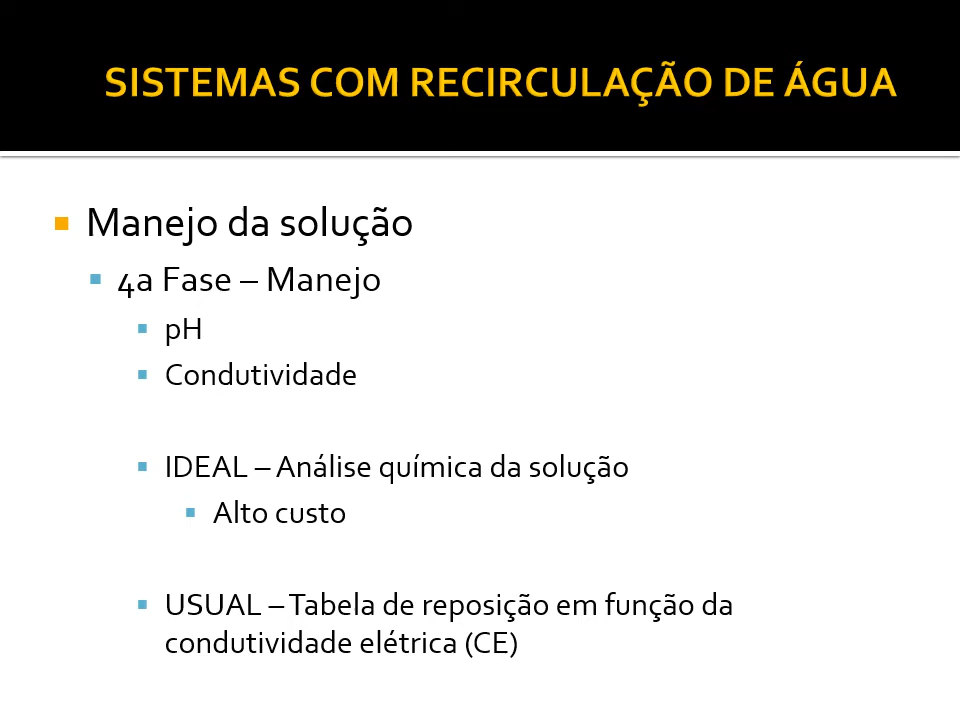 SISTEMAS COM RECIRCULAÇÃO DE ÁGUA
Manejo da solução
4a Fase – Manejo
pH
Condutividade
IDEAL – Análise química da solução
Alto custo
USUAL – Tabela de reposição em função da
condutividade elétrica (CE)